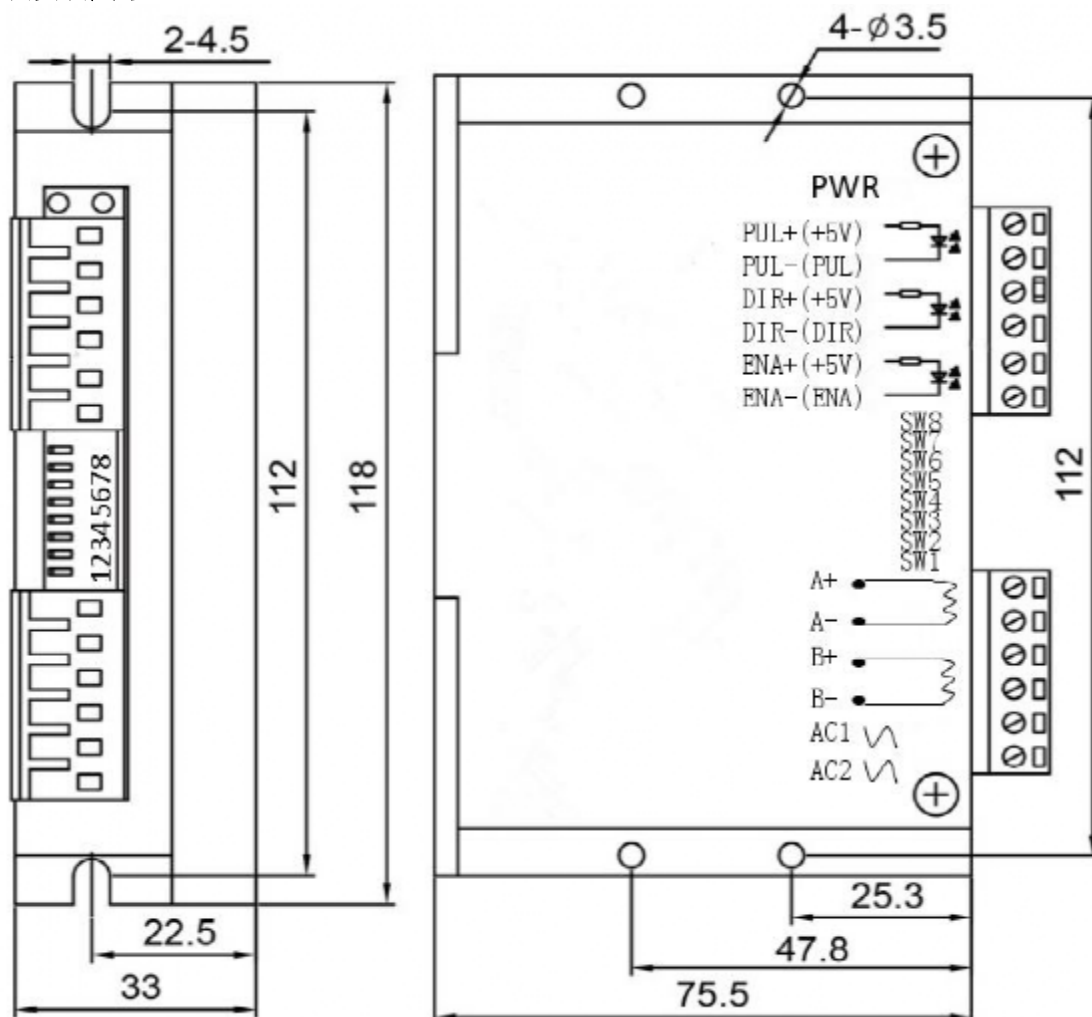 2-4.5
4-Φ3.5
PWR
PUL+(+5V)
PUL-(PUL)
DIR+(+5V)
DIR-(DIR)
ENA+(+5V)
ENA-(ENA)
SW8
SW7
SW6
SW5
SW4
SW3
SW2
SW1
A+
A-
B+
B-
AC1
AC2
12345678
112
118
112
22.5
33
25.3
47.8
75.5